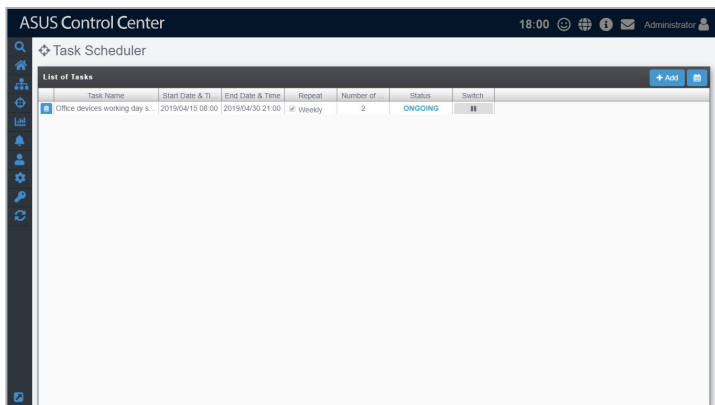 ASUS Control Center
18:00
Administrator
Task Scheduler
List of Tasks
+ Add
Task Name Start Date & Ti... End Date & Time Repeat Number of ... Status Switch
Office devices working day s... 2019/04/15 08:00 2019/04/30 21:00 Weekly 2 ONGOING